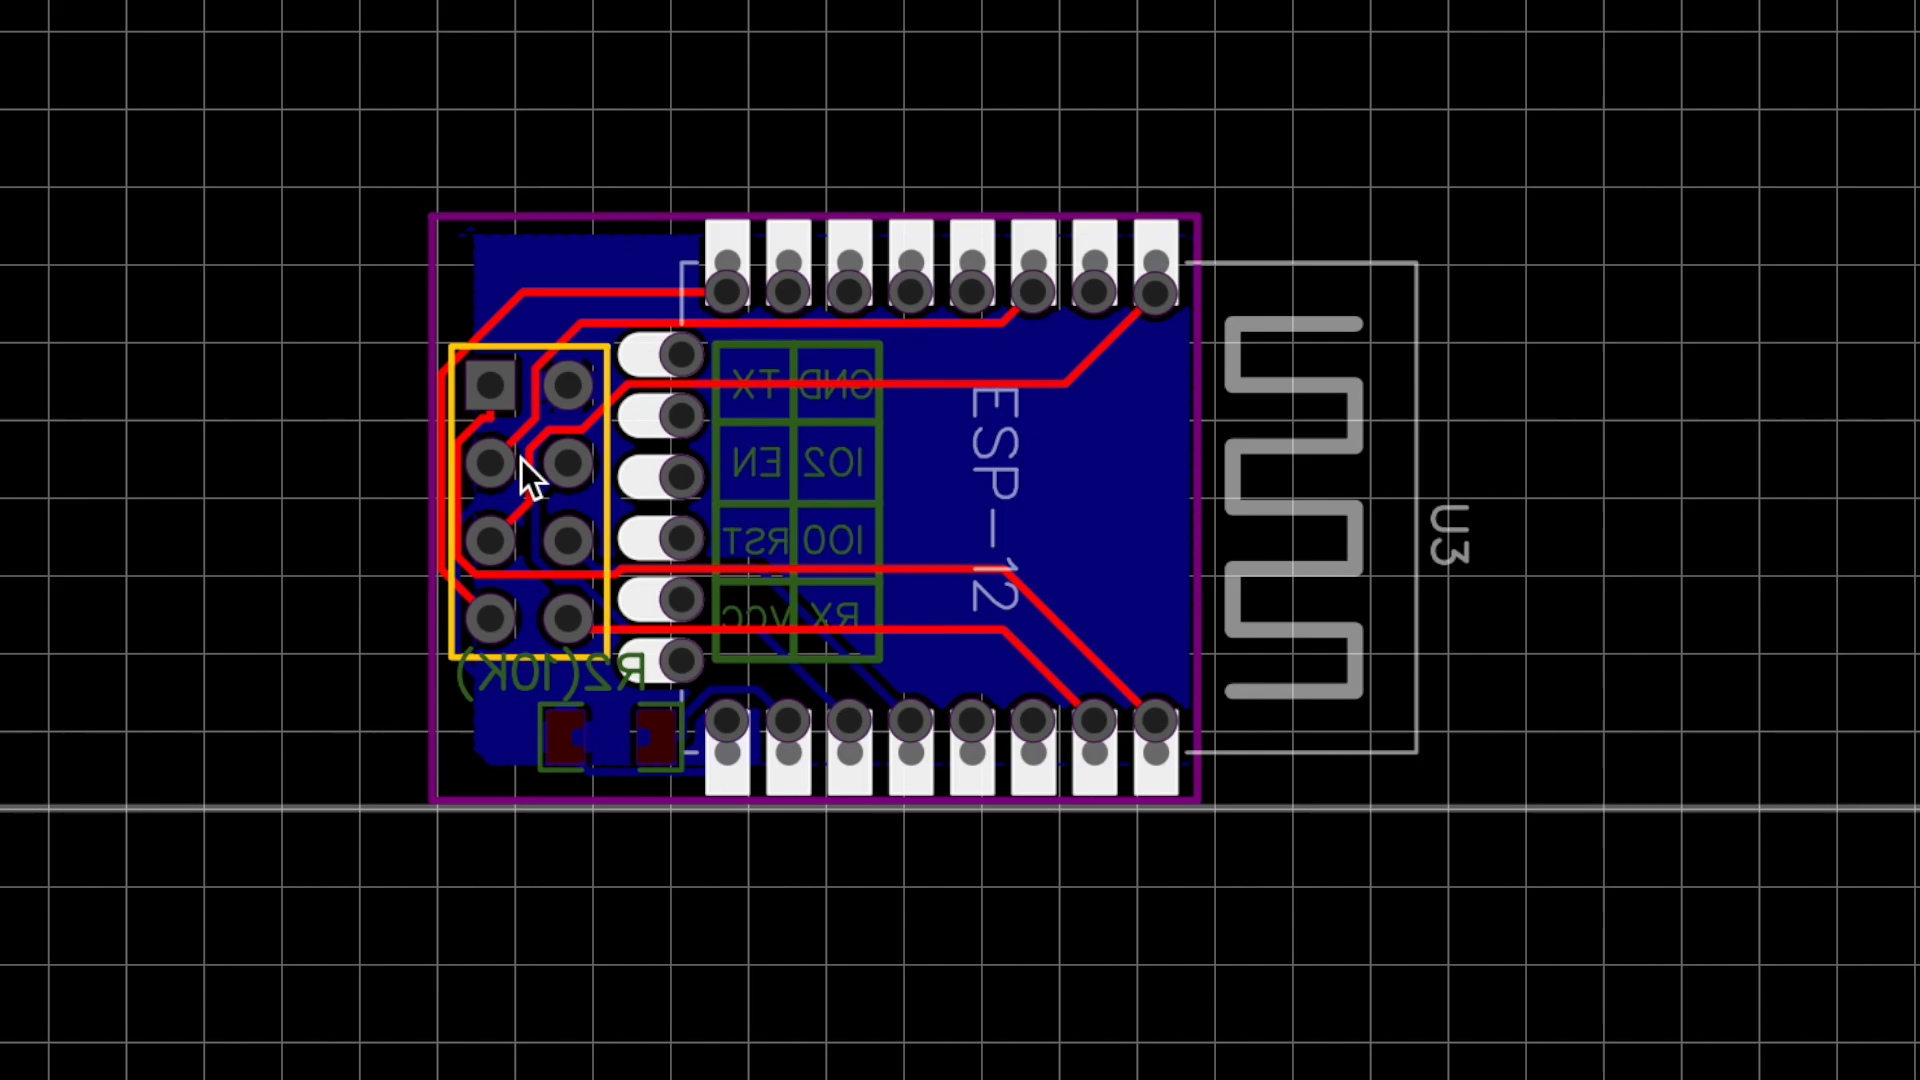 GND TX
IO2 EN
IO0 RST
RX VCC
ESP-12
U3
R2(10K)